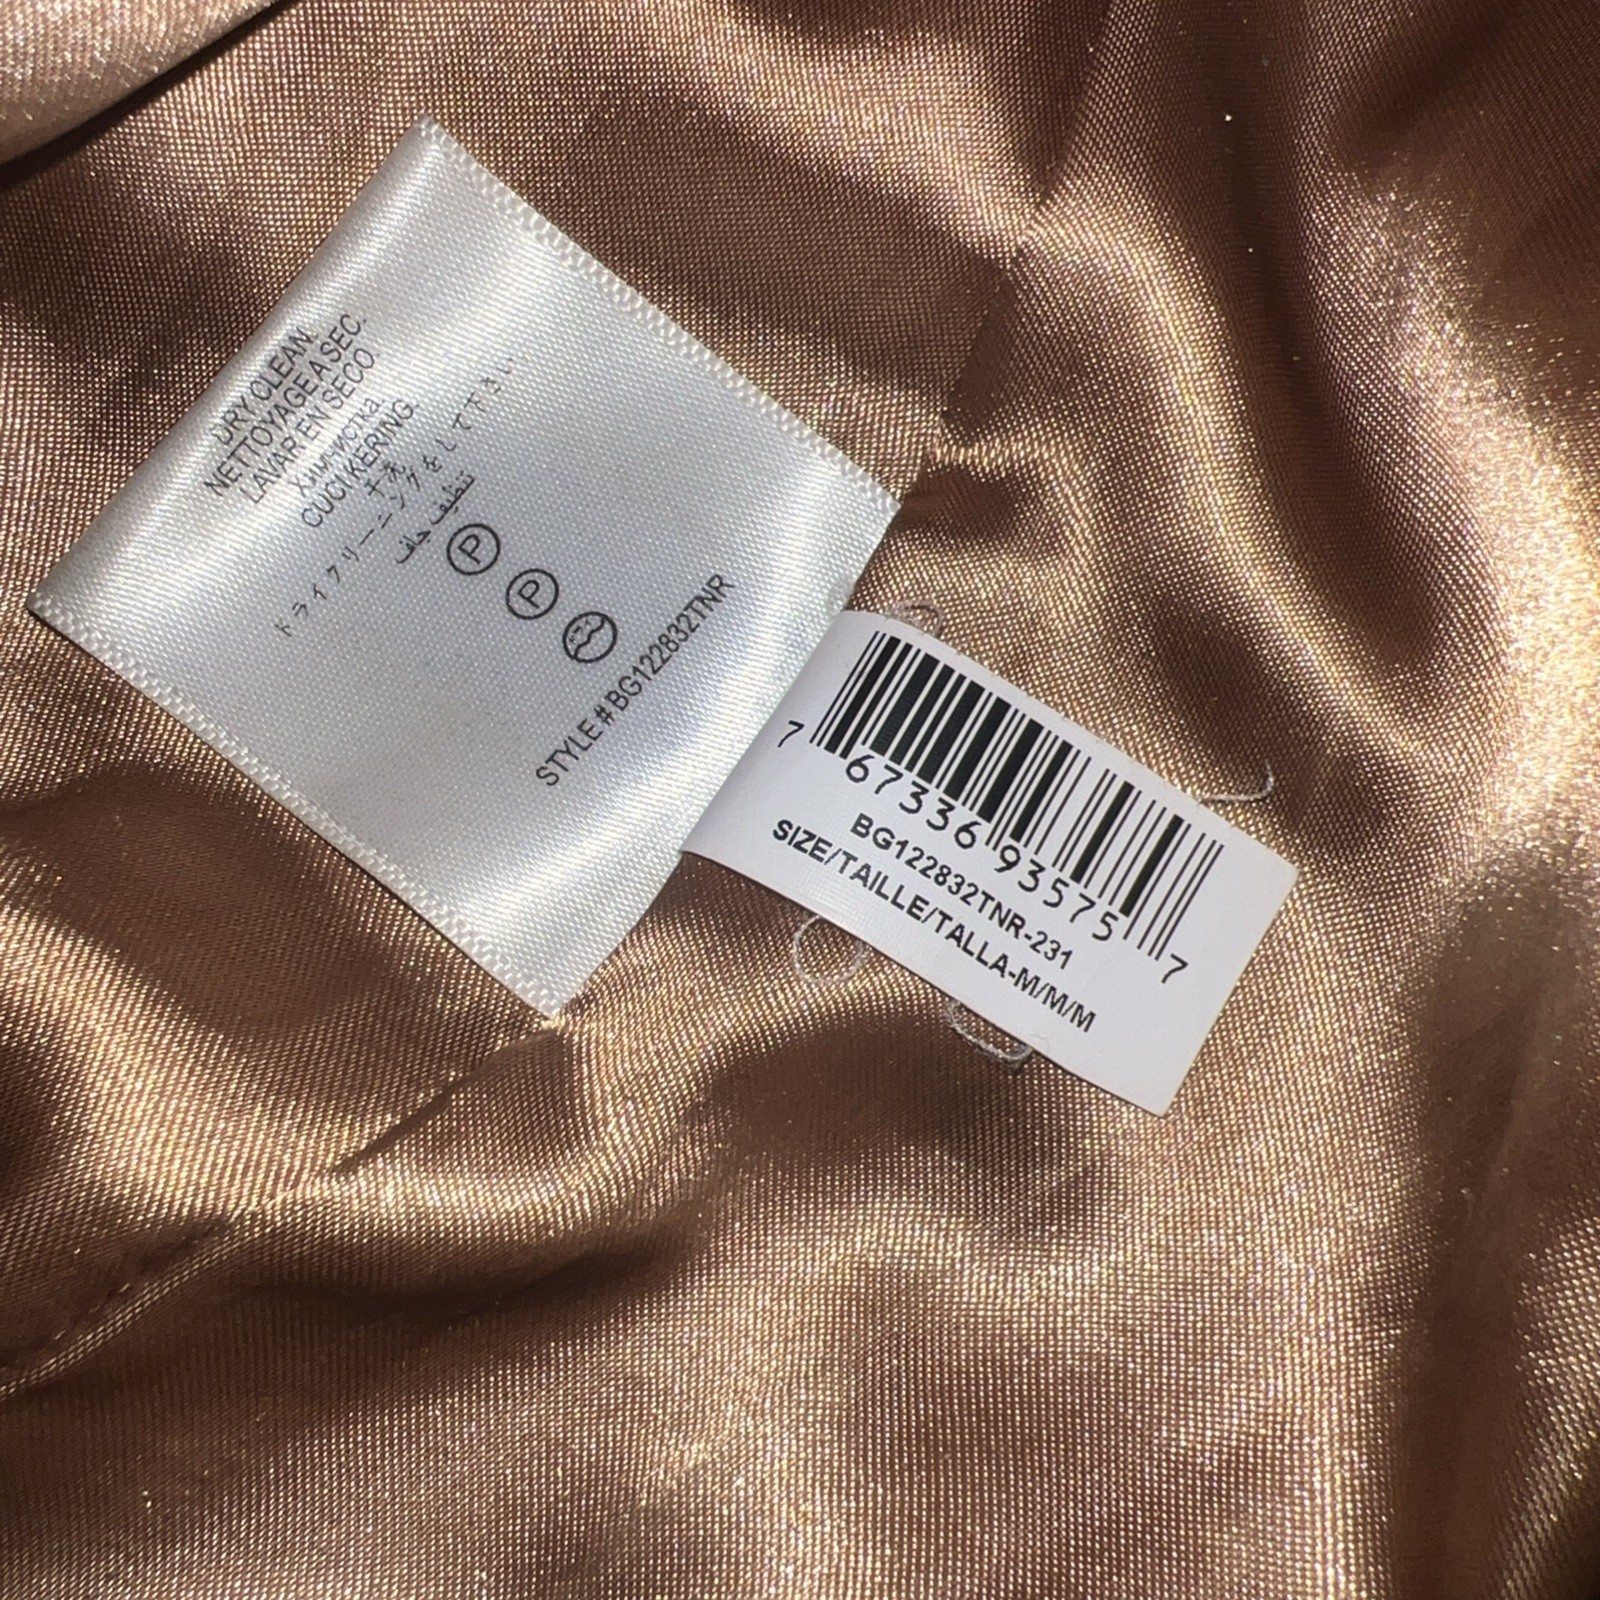 DRY CLEAN.
NETTOYAGE A SEC.
LAVAR EN SECO.
Химчистка.
CUCI KERING.
干洗
ドライクリーニングをして下さい
تنظيف جاف
P P
STYLE # BG122832TNR
7 67336 93575 7
BG122832TNR-231
SIZE/TAILLE/TALLA-M/M/M